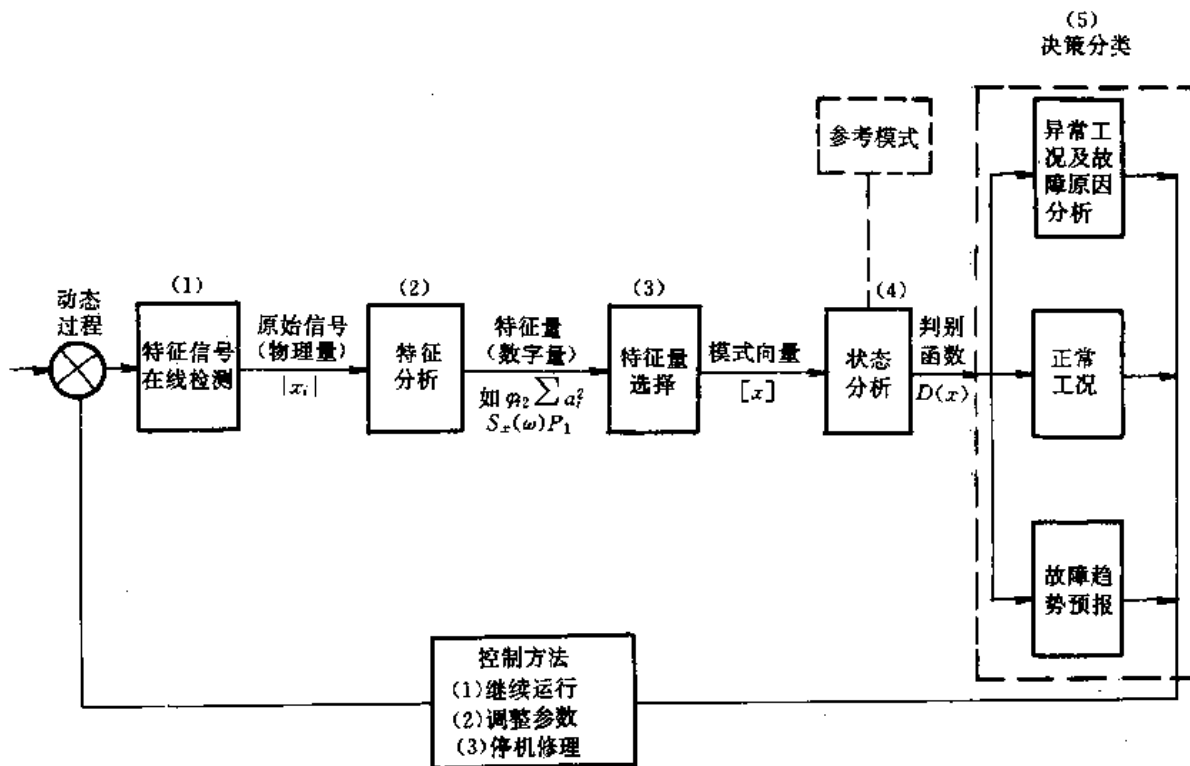 (5)
决策分类
异常工
况及故
障原因
分析
参考模式
动态
过程
(1)
特征信号
在线检测
原始信号
(物理量)
|xᵢ|
(2)
特征
分析
特征量
(数字量)
如 φ₂ ∑ aᵢ²
Sₓ(ω)P₁
(3)
特征量
选择
模式向量
[x]
(4)
状态
分析
判别
函数
D(x)
正常
工况
故障趋
势预报
控制方法
(1)继续运行
(2)调整参数
(3)停机修理